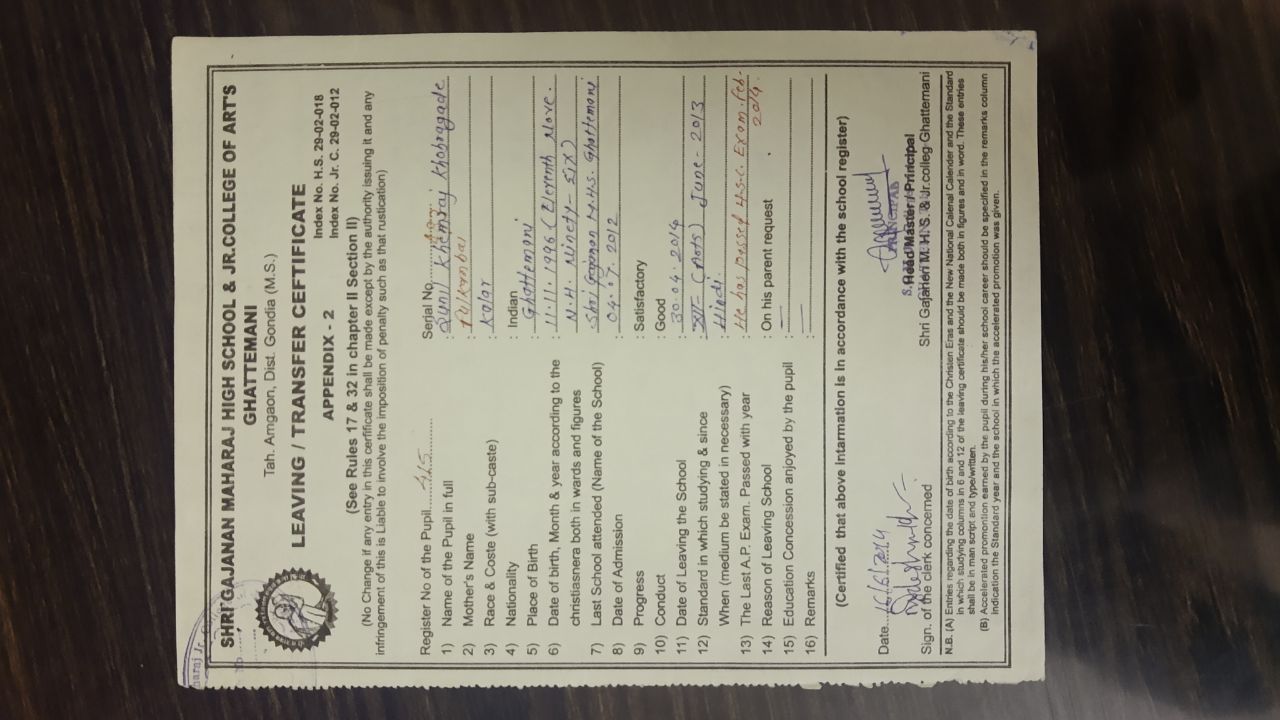 SHRI GAJANAN MAHARAJ HIGH SCHOOL & JR.COLLEGE OF ART'S
GHATTEMANI
Tah. Amgaon, Dist. Gondia (M.S.)
LEAVING / TRANSFER CEFTIFICATE
Index No. H.S. 29-02-018
APPENDIX - 2
Index No. Jr. C. 29-02-012
(See Rules 17 & 32 in chapter II Section II)
(No Change if any entry in this certificate shall be made except by the authority issuing it and any
infringement of this is Liable to involve the imposition of penalty such as that rustication)
Register No of the Pupil....415.... Serial No.
1) Name of the Pupil in full : Sunil Khemraj Khobragade
2) Mother's Name : Pulkanbai
3) Race & Coste (with sub-caste) : Kalar
4) Nationality : Indian
5) Place of Birth : Ghattemani
6) Date of birth, Month & year according to the : 11.11.1996 (Eleventh Nove.
christiasnera both in wards and figures N.H. Ninety-Six)
7) Last School attended (Name of the School) : Shri Gajanan M.H.S. Ghattemani
8) Date of Admission : 04.07.2012
9) Progress : Satisfactory
10) Conduct : Good
11) Date of Leaving the School : 30.04.2014
12) Standard in which studying & since : XII (Arts) June-2013
When (medium be stated in necessary) Hindi.
13) The Last A.P. Exam. Passed with year : He has passed H.S.C. Exam. Feb-
2014.
14) Reason of Leaving School : On his parent request
15) Education Concession enjoyed by the pupil : —
16) Remarks : —
(Certified that above Intarmation is in accordance with the school register)
Date..16/6/2014
Sign. of the clerk concerned
Head Master / Principal
Shri Gajanen M. H. S. & Jr.colleg Ghattemani
N.B. (A) Entries regarding the date of birth according to the Christen Eras and the New National Calenal Calender and the Standard
in which studying columns in 6 and 12 of the leaving certificate should be made both in figures and in word. These entries
shall be in man script and type/written.
(B) Accelerated promontion earned by the pupil during his/her school career should be specified in the remarks column
indication the Standard year and the school in which the accelerated promotion was given.